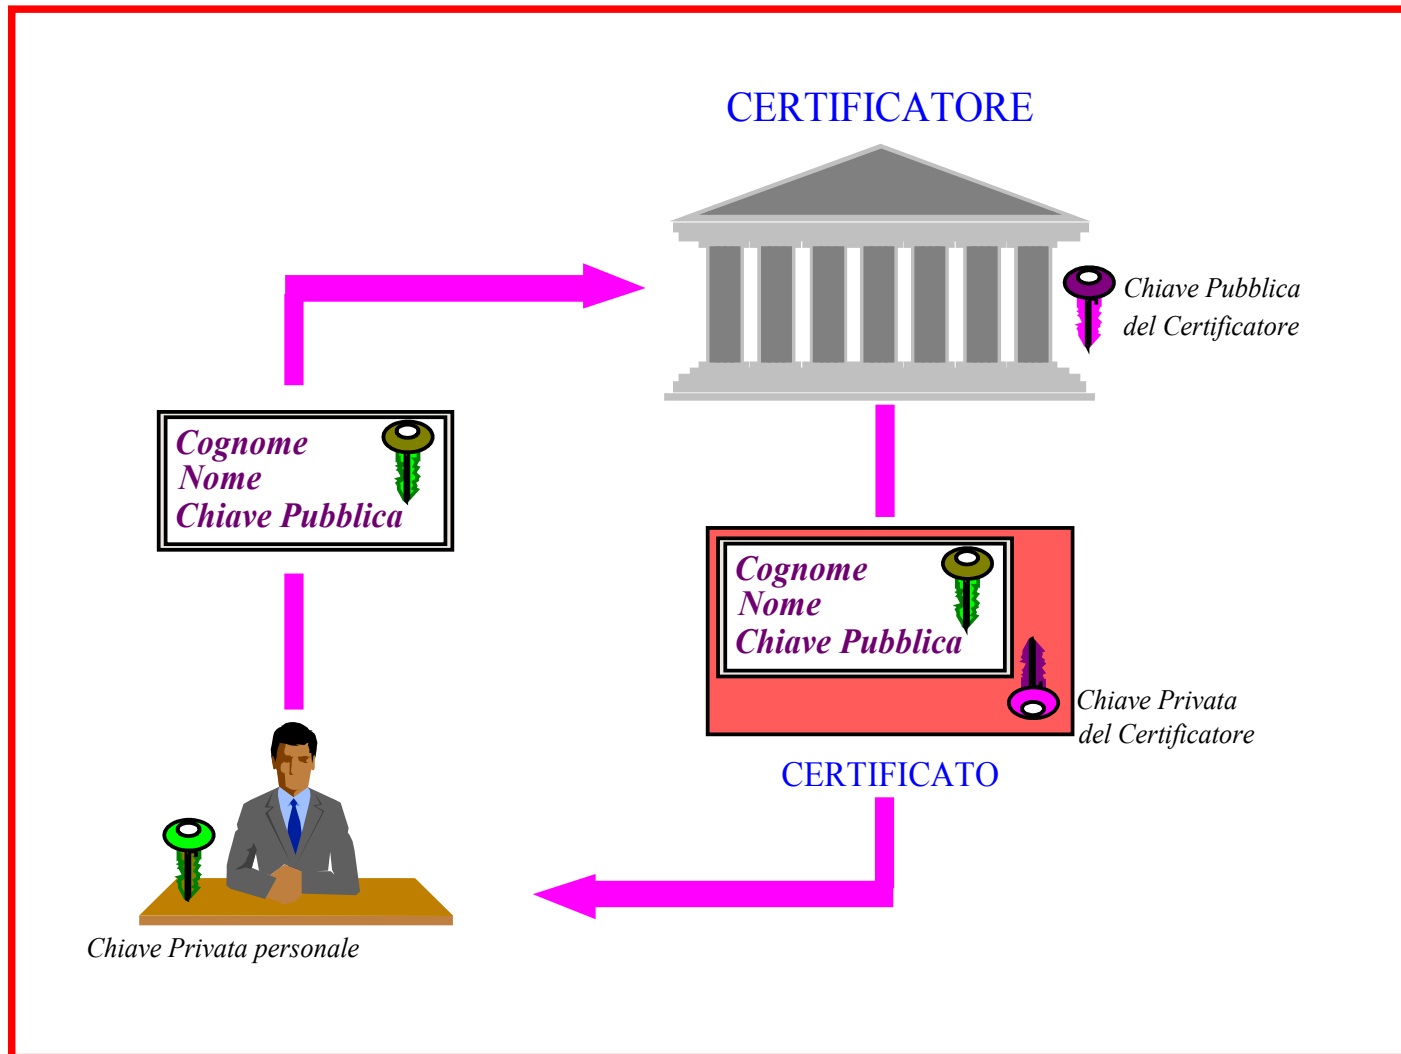 CERTIFICATORE
Chiave Pubblica
del Certificatore
Cognome
Nome
Chiave Pubblica
Cognome
Nome
Chiave Pubblica
Chiave Privata
del Certificatore
CERTIFICATO
Chiave Privata personale